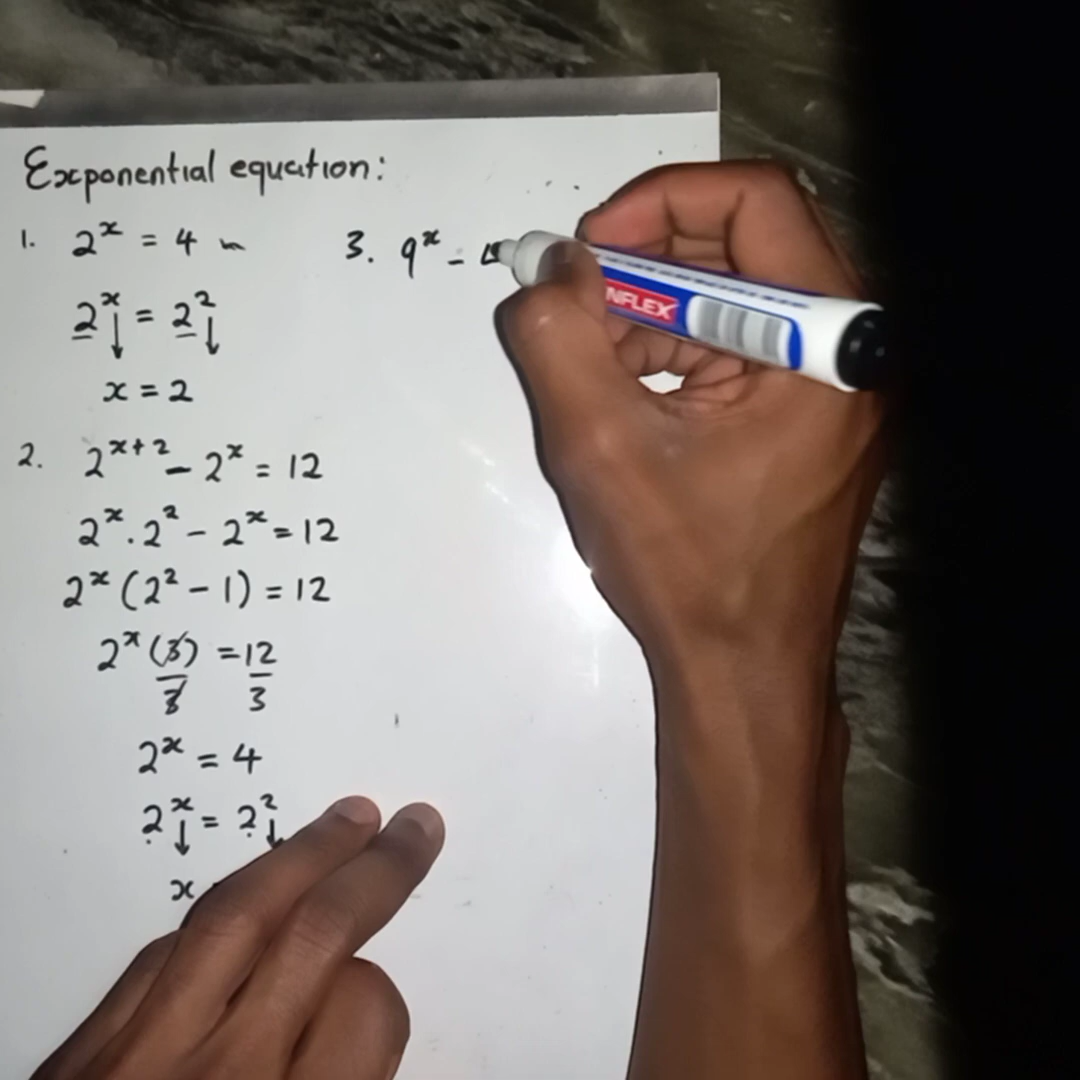 Exponential equation:
1. 2^x = 4
2^x = 2^2
x = 2
2. 2^(x+2) - 2^x = 12
2^x . 2^2 - 2^x = 12
2^x (2^2 - 1) = 12
2^x (3) = 12
3 3
2^x = 4
2^x = 2^2
x
3. 9^x -
NFLEX